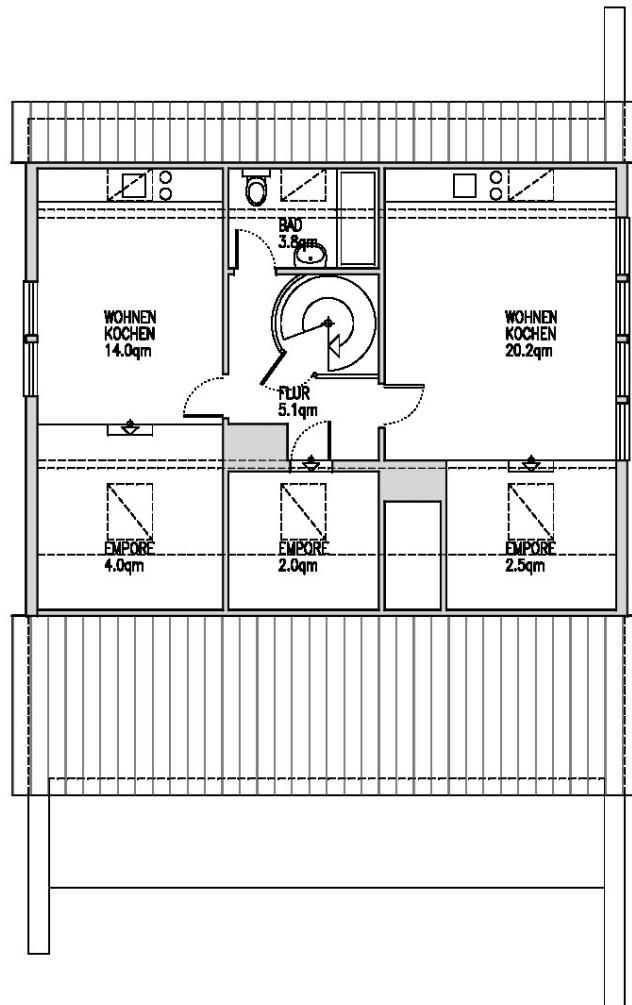 BAD
3.8qm
WOHNEN
KOCHEN
14.0qm
WOHNEN
KOCHEN
20.2qm
FLUR
5.1qm
EMPORE
4.0qm
EMPORE
2.0qm
EMPORE
2.5qm